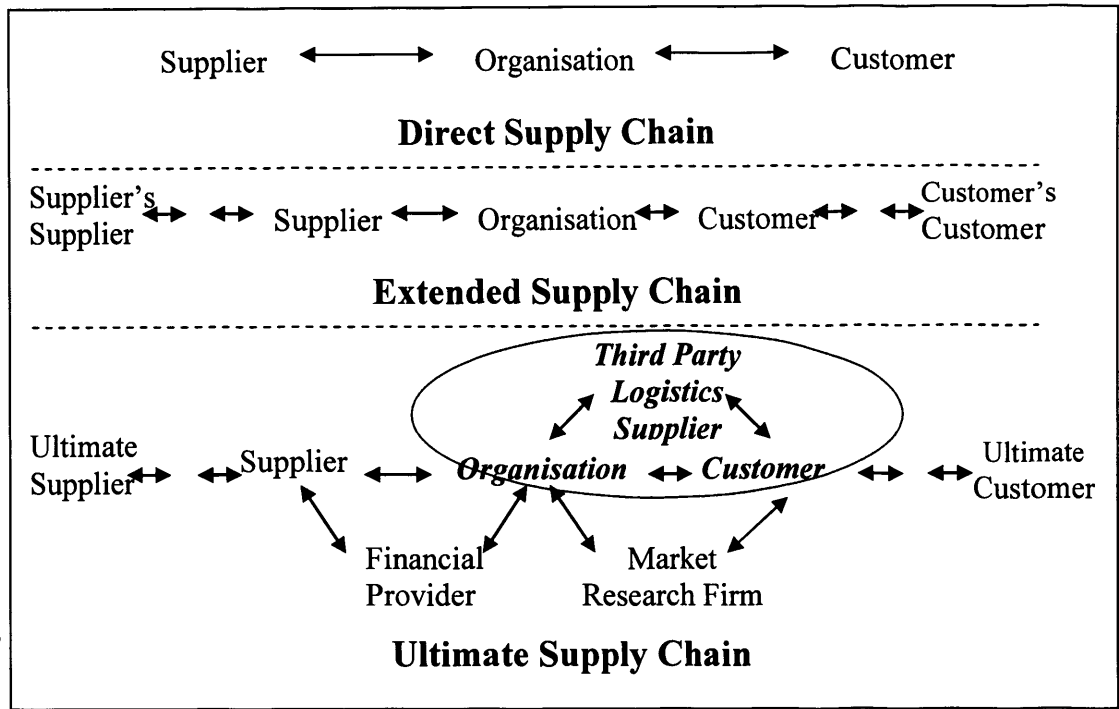 Supplier Organisation Customer
Direct Supply Chain
Supplier's Customer's
Supplier Supplier Organisation Customer Customer
Extended Supply Chain
Third Party
Logistics
Supplier
Ultimate Supplier Organisation Customer Ultimate
Supplier Customer
Financial Market
Provider Research Firm
Ultimate Supply Chain